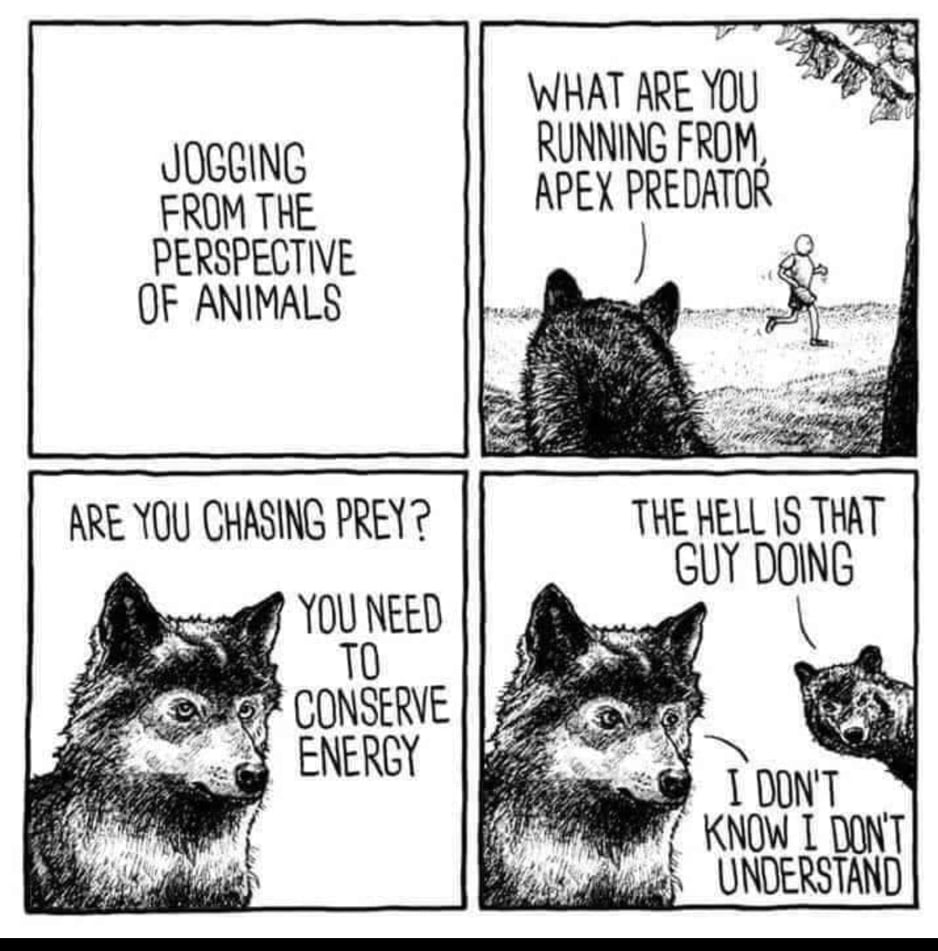 JOGGING
FROM THE
PERSPECTIVE
OF ANIMALS
WHAT ARE YOU
RUNNING FROM,
APEX PREDATOR
ARE YOU CHASING PREY?
YOU NEED
TO
CONSERVE
ENERGY
THE HELL IS THAT
GUY DOING
I DON'T
KNOW I DON'T
UNDERSTAND